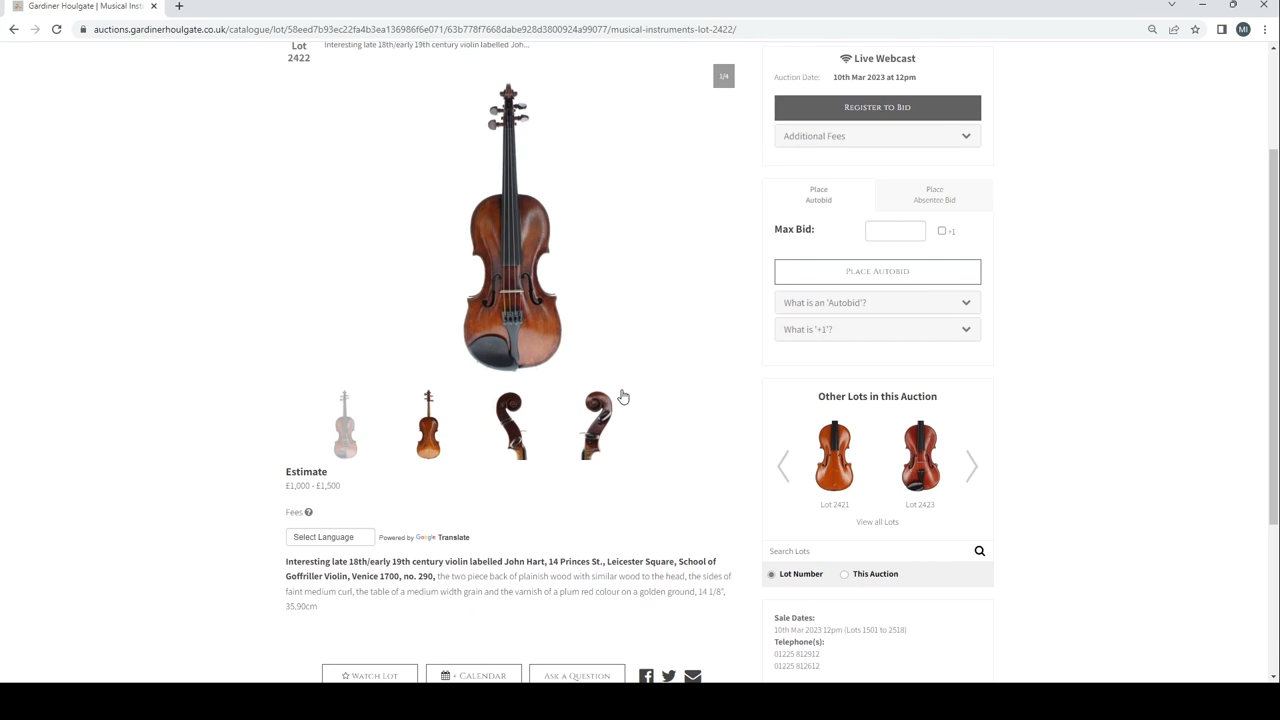 Gardiner Houlgate | Musical Inst
auctions.gardinerhoulgate.co.uk/catalogue/lot/58eed7b93ec22fa4b3ea136986f6e071/63b778f7668dabe928d3800924a99077/musical-instruments-lot-2422/
MI
Lot
2422
Interesting late 18th/early 19th century violin labelled Joh...
1/4
Live Webcast
Auction Date: 10th Mar 2023 at 12pm
Register to Bid
Additional Fees
Place
Autobid
Place
Absentee Bid
Max Bid:
+1
Place Autobid
What is an 'Autobid'?
What is '+1'?
Other Lots in this Auction
Lot 2421
Lot 2423
View all Lots
Search Lots
Lot Number
This Auction
Sale Dates:
10th Mar 2023 12pm (Lots 1501 to 2518)
Telephone(s):
01225 812912
01225 812612
Estimate
£1,000 - £1,500
Fees
Select Language
Powered by Google Translate
Interesting late 18th/early 19th century violin labelled John Hart, 14 Princes St., Leicester Square, School of
Goffriller Violin, Venice 1700, no. 290, the two piece back of plainish wood with similar wood to the head, the sides of
faint medium curl, the table of a medium width grain and the varnish of a plum red colour on a golden ground, 14 1/8",
35.90cm
Watch lot
+ Calendar
Ask a Question